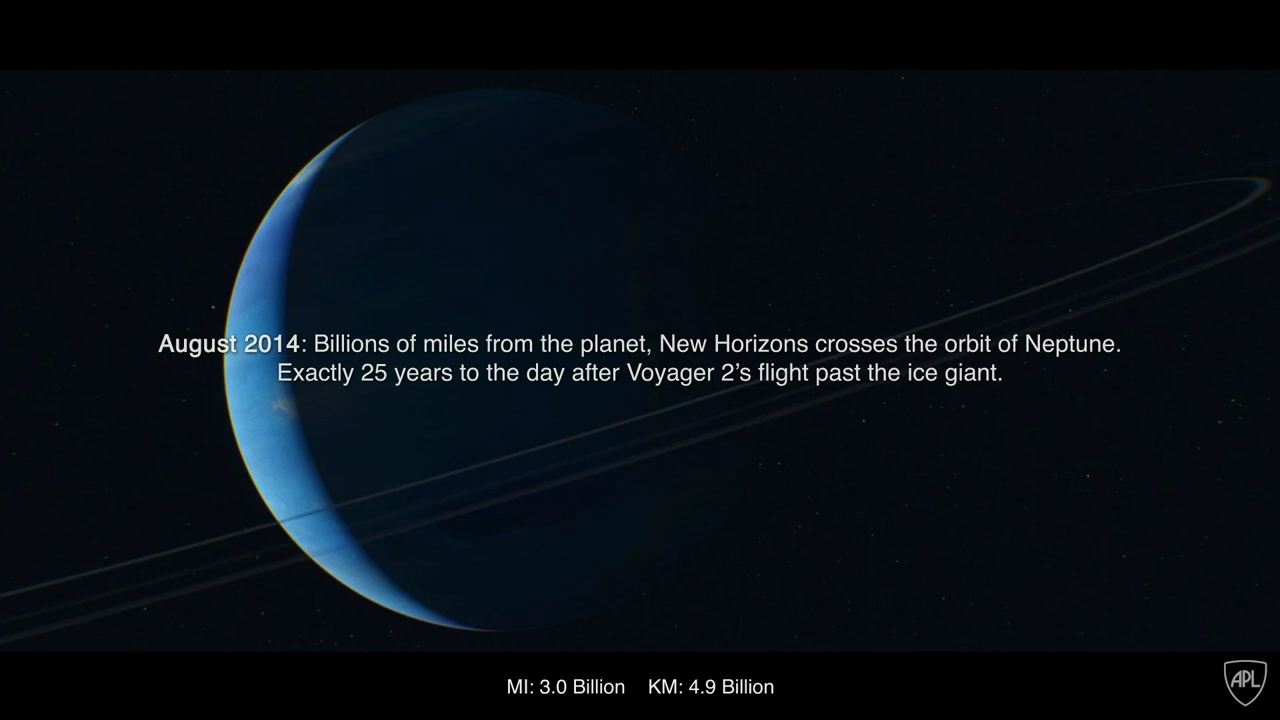 August 2014: Billions of miles from the planet, New Horizons crosses the orbit of Neptune.
Exactly 25 years to the day after Voyager 2’s flight past the ice giant.
MI: 3.0 Billion KM: 4.9 Billion
APL